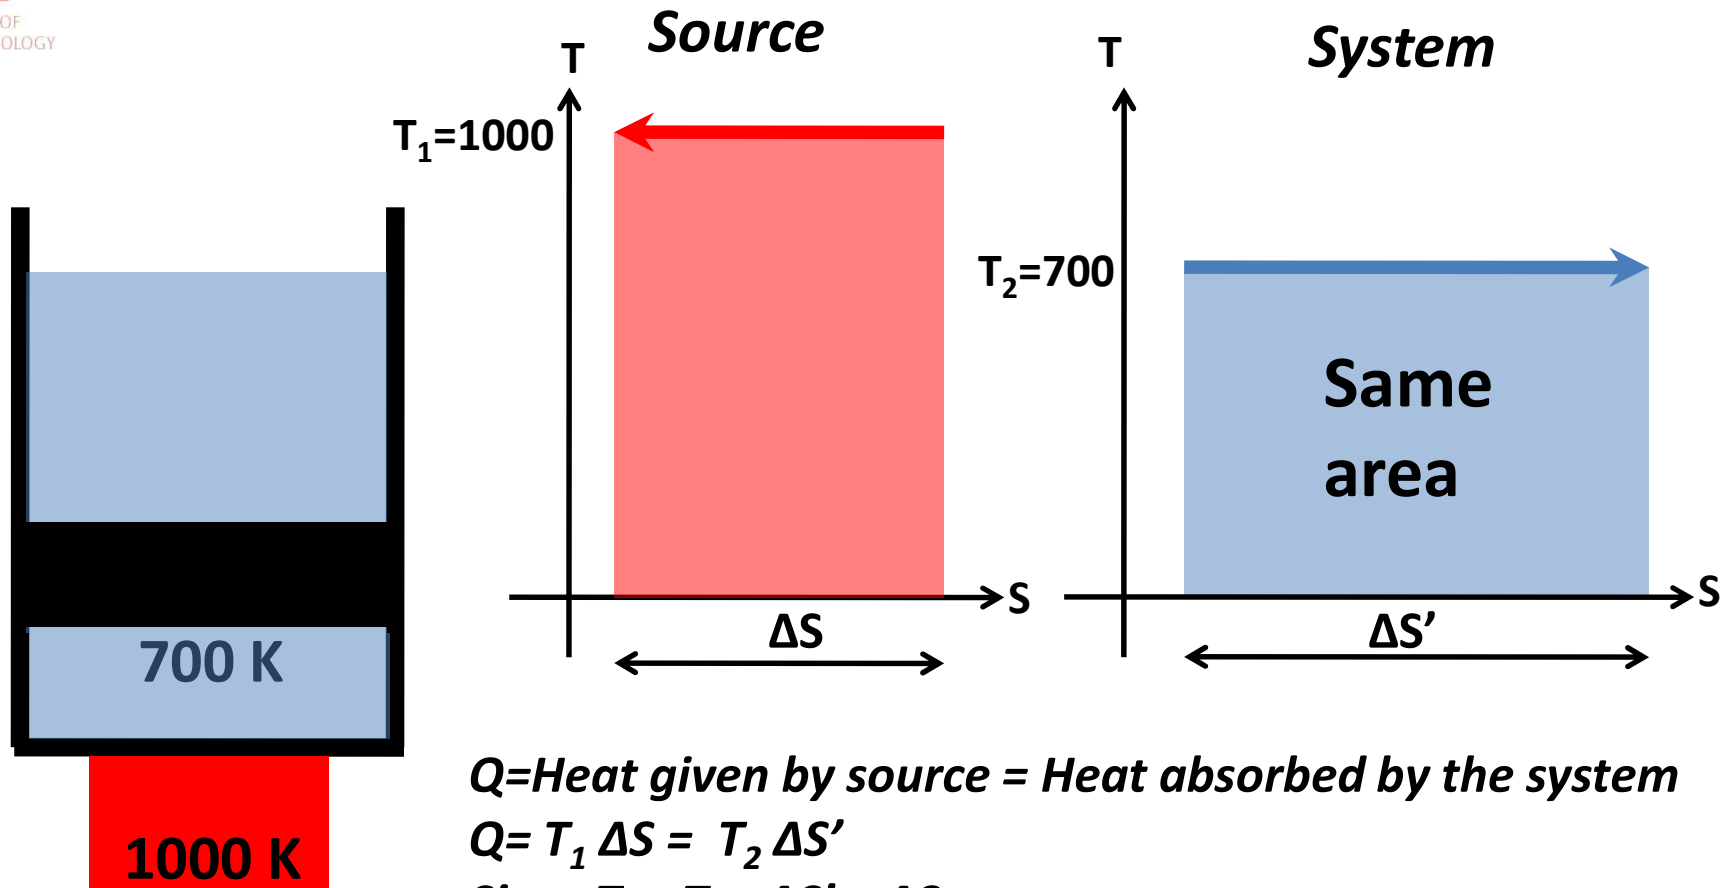 OF
OLOGY
Source
System
T
T
T₁=1000
T₂=700
Same
area
S
S
ΔS
ΔS’
700 K
1000 K
Q=Heat given by source = Heat absorbed by the system
Q= T₁ ΔS = T₂ ΔS’